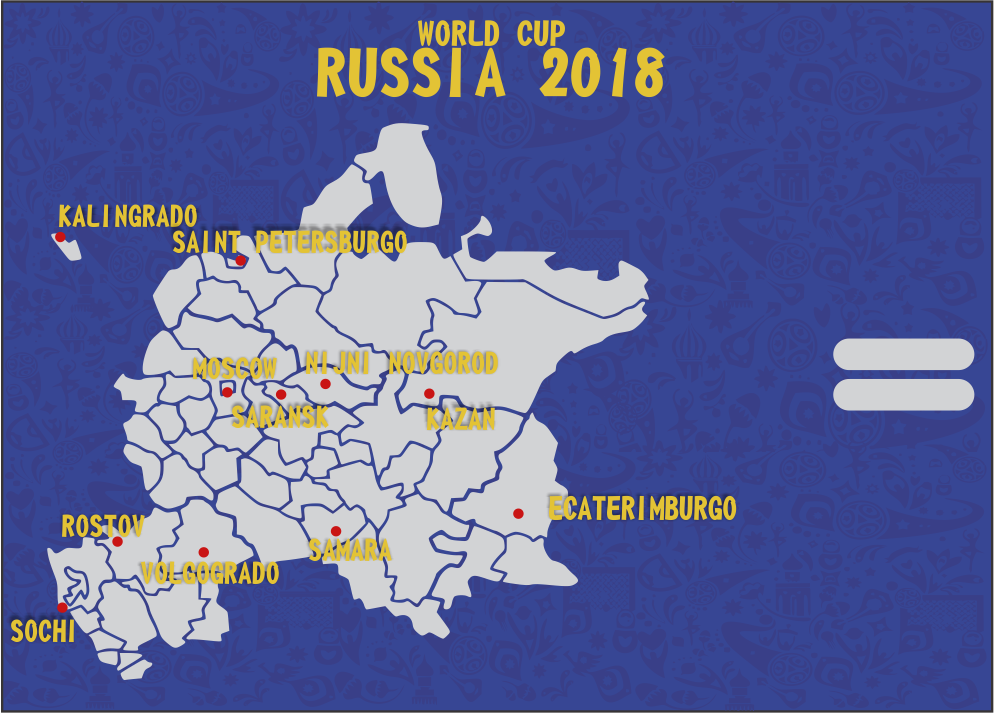 WORLD CUP
RUSSIA 2018
KALINGRADO
SAINT PETERSBURGO
MOSCOW
NIJNI NOVGOROD
SARANSK
KAZAN
ECATERIMBURGO
ROSTOV
SAMARA
VOLGOGRADO
SOCHI